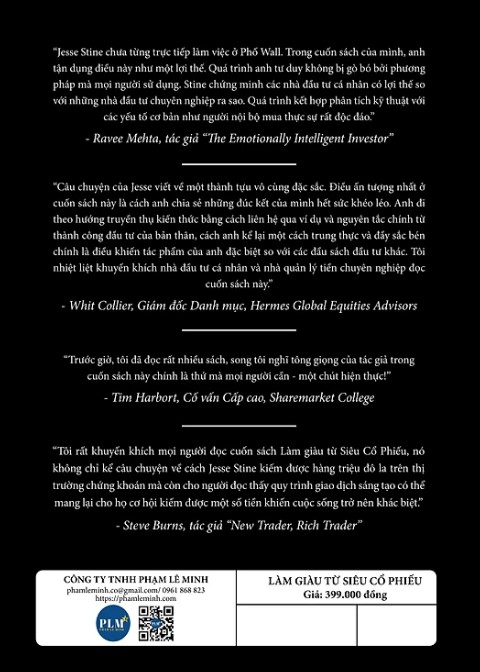 “Jesse Stine chưa từng trực tiếp làm việc ở Phố Wall. Trong cuốn sách của mình, anh
tận dụng điều này như một lợi thế. Quá trình anh tư duy không bị gò bó bởi phương
pháp mà mọi người sử dụng. Stine chứng minh các nhà đầu tư cá nhân có lợi thế so
với những nhà đầu tư chuyên nghiệp ra sao. Quá trình kết hợp phân tích kỹ thuật với
các yếu tố cơ bản như người nội bộ mua thực sự rất độc đáo.”
- Ravee Mehta, tác giả “The Emotionally Intelligent Investor”
“Câu chuyện của Jesse viết về một thành tựu vô cùng đặc sắc. Điều ấn tượng nhất ở
cuốn sách này là cách anh chia sẻ những đúc kết của mình hết sức khéo léo. Anh đi
theo hướng truyền thụ kiến thức bằng cách liên hệ qua ví dụ và nguyên tắc chính từ
thành công đầu tư của bản thân, cách anh kể lại một cách trung thực và đầy sắc bén
chính là điều khiến tác phẩm của anh đặc biệt so với các đầu sách đầu tư khác. Tôi
nhiệt liệt khuyến khích nhà đầu tư cá nhân và nhà quản lý tiền chuyên nghiệp đọc
cuốn sách này.”
- Whit Collier, Giám đốc Danh mục, Hermes Global Equities Advisors
“Trước giờ, tôi đã đọc rất nhiều sách, song tôi nghĩ tông giọng của tác giả trong
cuốn sách này chính là thứ mà mọi người cần - một chút hiện thực!”
- Tim Harbort, Cố vấn Cấp cao, Sharemarket College
“Tôi rất khuyến khích mọi người đọc cuốn sách Làm giàu từ Siêu Cổ Phiếu, nó
không chỉ kể câu chuyện về cách Jesse Stine kiếm được hàng triệu đô la trên thị
trường chứng khoán mà còn cho người đọc thấy quy trình giao dịch sáng tạo có thể
mang lại cho họ cơ hội kiếm được một số tiền khiến cuộc sống trở nên khác biệt.”
- Steve Burns, tác giả “New Trader, Rich Trader”
CÔNG TY TNHH PHẠM LÊ MINH
phamleminh.co@gmail.com/ 0961 868 823
https://phamleminh.com
PLM
LÀM GIÀU TỪ SIÊU CỔ PHIẾU
Giá: 399.000 đồng